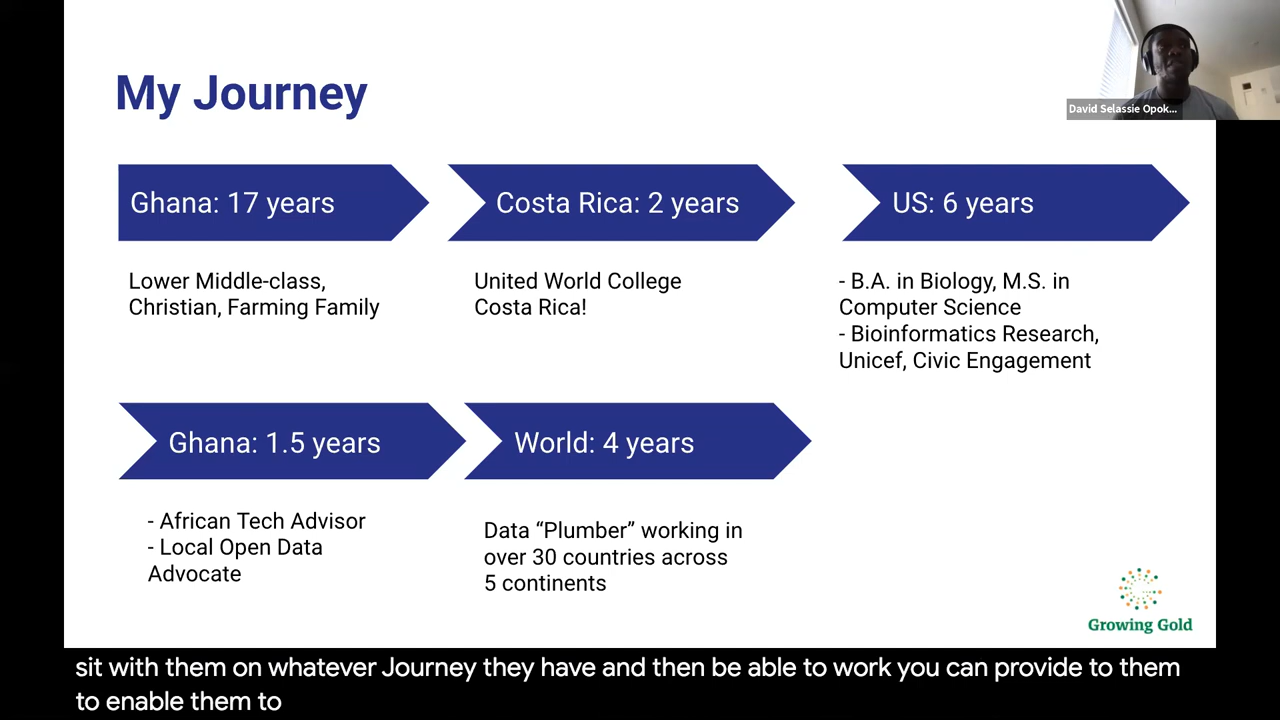 My Journey
David Selassie Opok...
Ghana: 17 years
Costa Rica: 2 years
US: 6 years
Lower Middle-class,
Christian, Farming Family
United World College
Costa Rica!
- B.A. in Biology, M.S. in
Computer Science
- Bioinformatics Research,
Unicef, Civic Engagement
Ghana: 1.5 years
World: 4 years
- African Tech Advisor
- Local Open Data
Advocate
Data “Plumber” working in
over 30 countries across
5 continents
Growing Gold
sit with them on whatever Journey they have and then be able to work you can provide to them
to enable them to